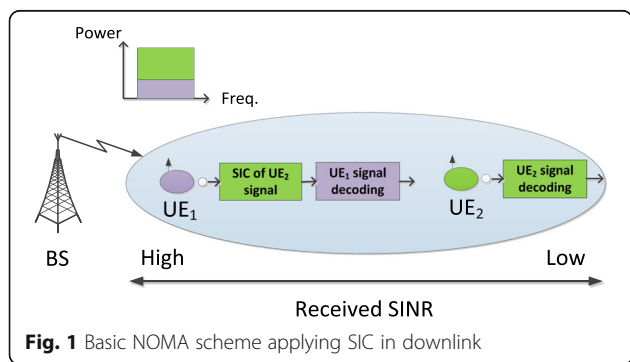 Power
Freq.
SIC of UE₂
signal
UE₁ signal
decoding
UE₂ signal
decoding
UE₁
UE₂
BS
High
Low
Received SINR
Fig. 1 Basic NOMA scheme applying SIC in downlink